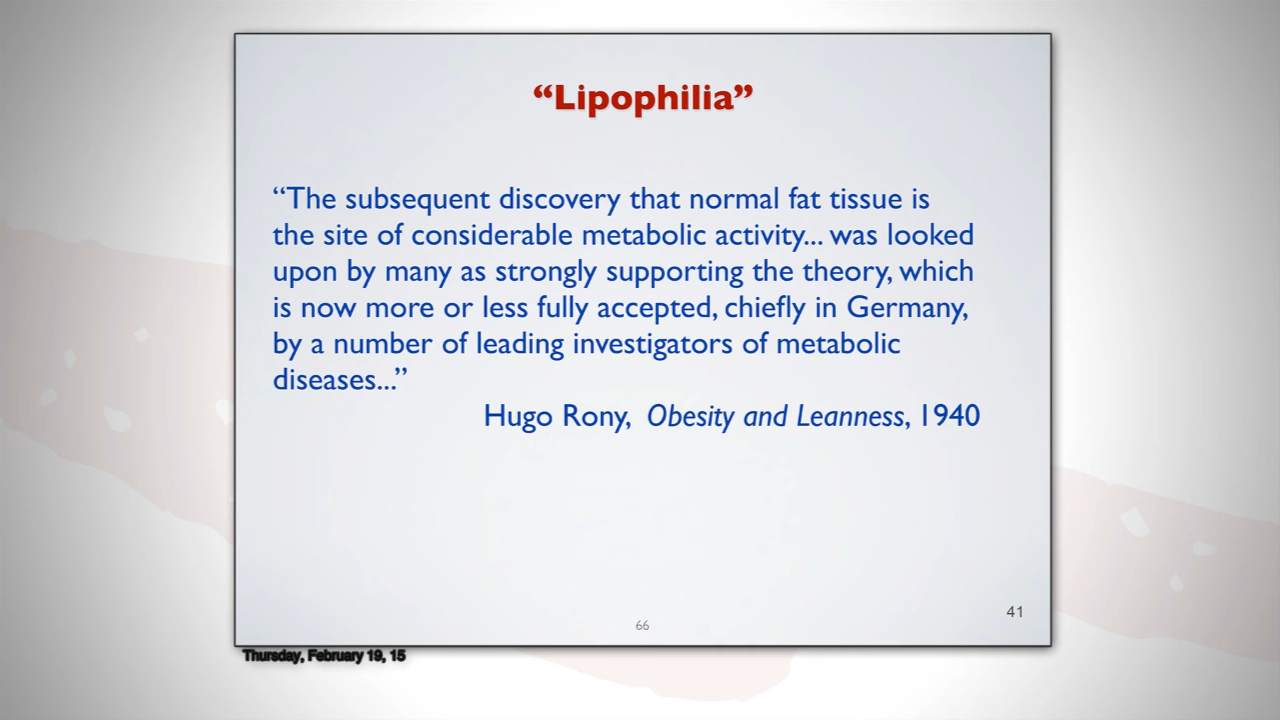 “Lipophilia”
“The subsequent discovery that normal fat tissue is
the site of considerable metabolic activity... was looked
upon by many as strongly supporting the theory, which
is now more or less fully accepted, chiefly in Germany,
by a number of leading investigators of metabolic
diseases...”
Hugo Rony, Obesity and Leanness, 1940
41
66
Thursday, February 19, 15